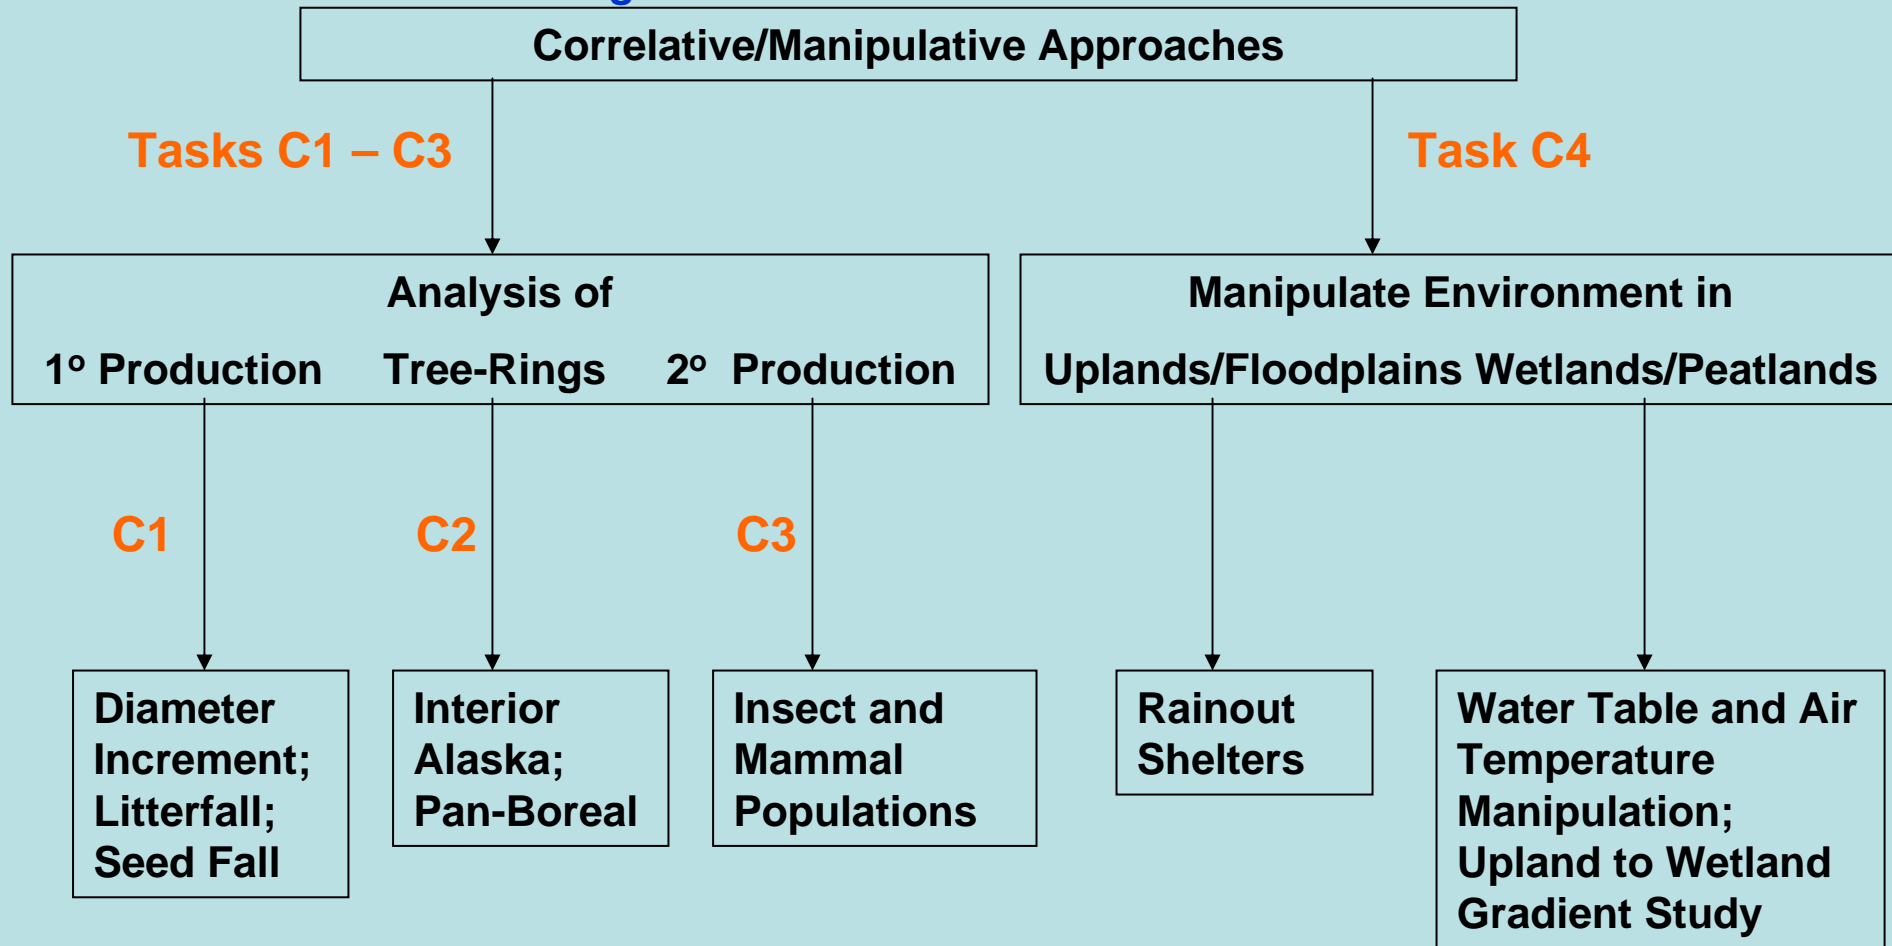 Correlative/Manipulative Approaches
Tasks C1 – C3
Task C4
Analysis of
1º Production Tree-Rings 2º Production
Manipulate Environment in
Uplands/Floodplains Wetlands/Peatlands
C1
C2
C3
Diameter
Increment;
Litterfall;
Seed Fall
Interior
Alaska;
Pan-Boreal
Insect and
Mammal
Populations
Rainout
Shelters
Water Table and Air
Temperature
Manipulation;
Upland to Wetland
Gradient Study